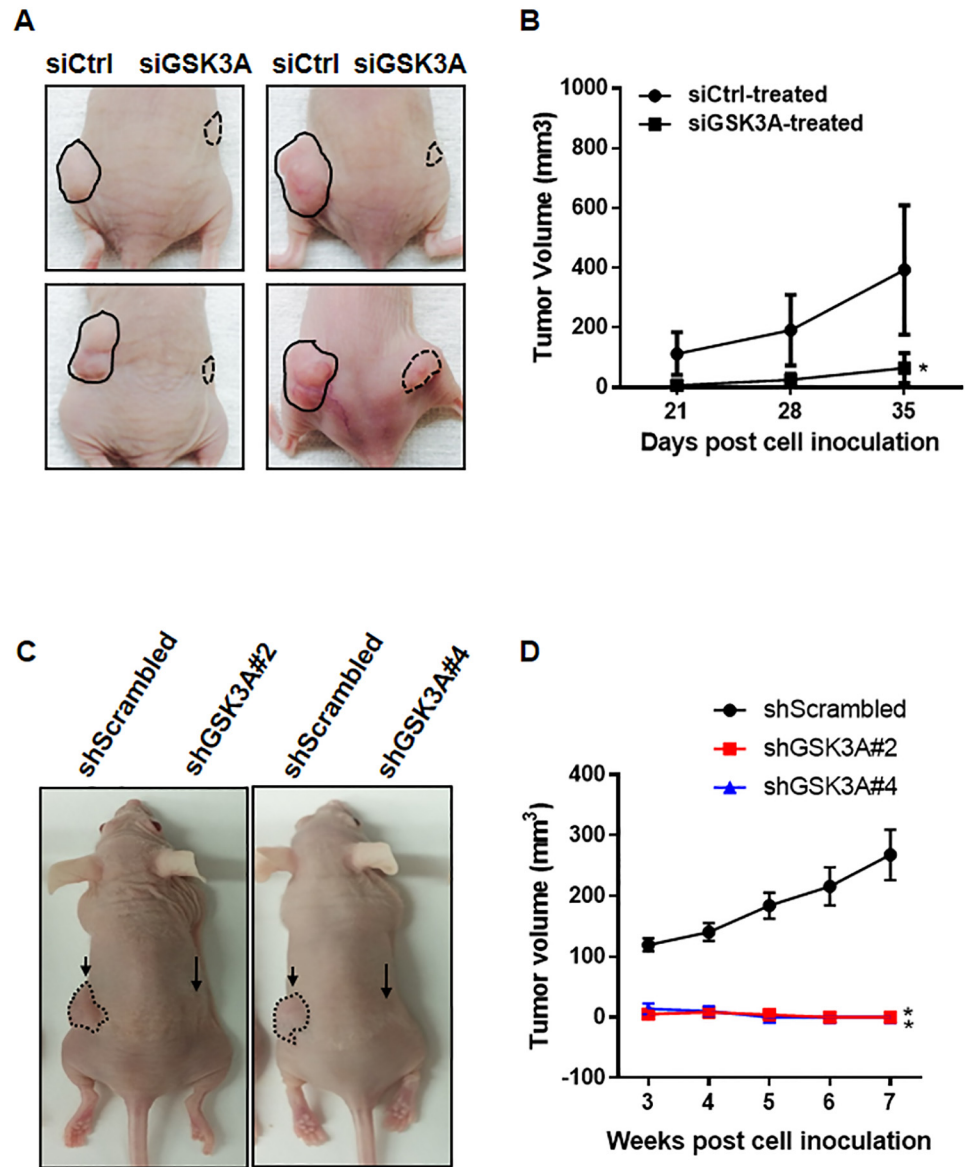 A
siCtrl siGSK3A siCtrl siGSK3A
B
siCtrl-treated
siGSK3A-treated
Tumor Volume (mm3)
1000
800
600
400
200
0
*
21 28 35
Days post cell inoculation
C
shScrambled
shGSK3A#2
shScrambled
shGSK3A#4
D
shScrambled
shGSK3A#2
shGSK3A#4
Tumor volume (mm³)
400
300
200
100
0
-100
*
*
3 4 5 6 7
Weeks post cell inoculation